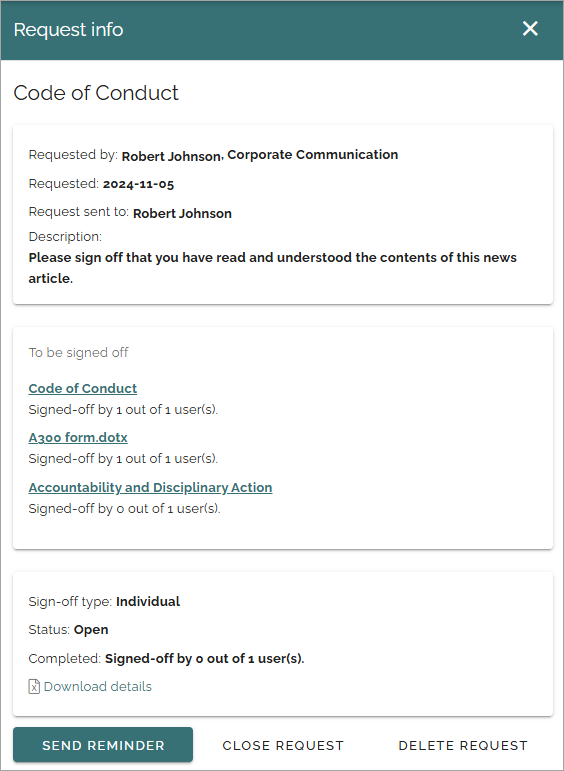 Request info
Code of Conduct
Requested by: Robert Johnson, Corporate Communication
Requested: 2024-11-05
Request sent to: Robert Johnson
Description:
Please sign off that you have read and understood the contents of this news
article.
To be signed off
Code of Conduct
Signed-off by 1 out of 1 user(s).
A300 form.dotx
Signed-off by 1 out of 1 user(s).
Accountability and Disciplinary Action
Signed-off by 0 out of 1 user(s).
Sign-off type: Individual
Status: Open
Completed: Signed-off by 0 out of 1 user(s).
Download details
SEND REMINDER CLOSE REQUEST DELETE REQUEST